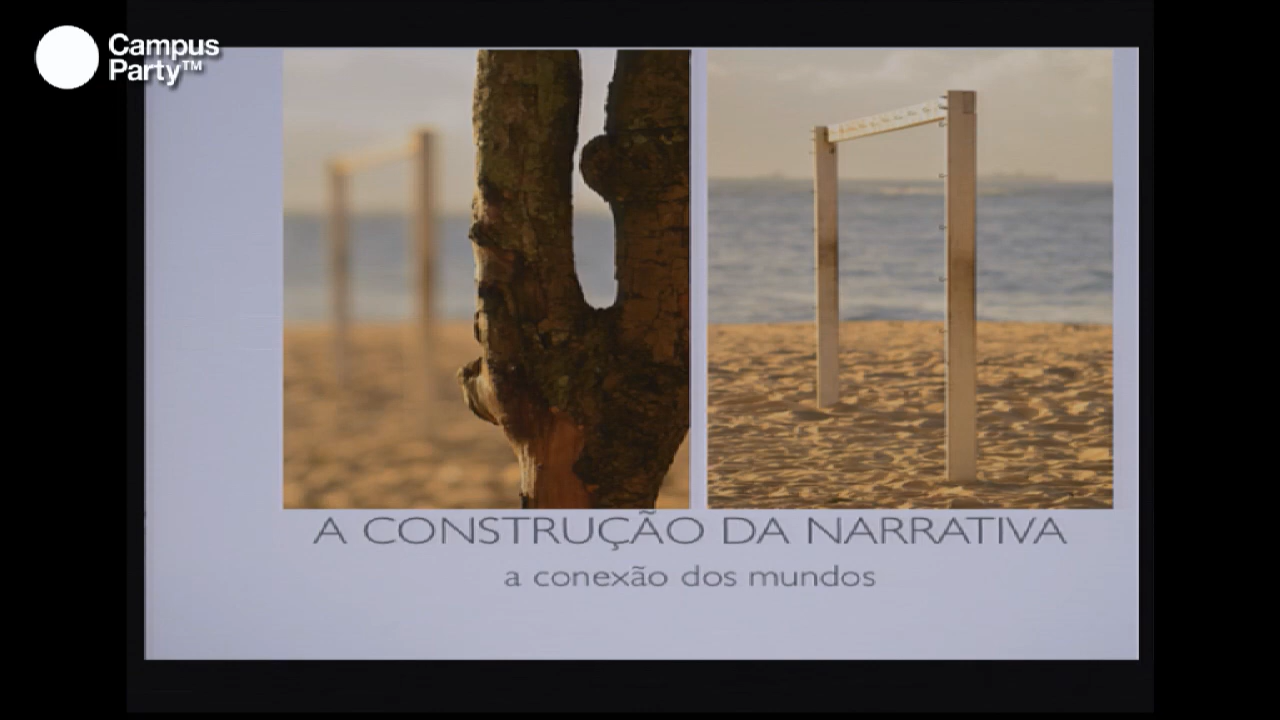 Campus
Party™
A CONSTRUÇÃO DA NARRATIVA
a conexão dos mundos